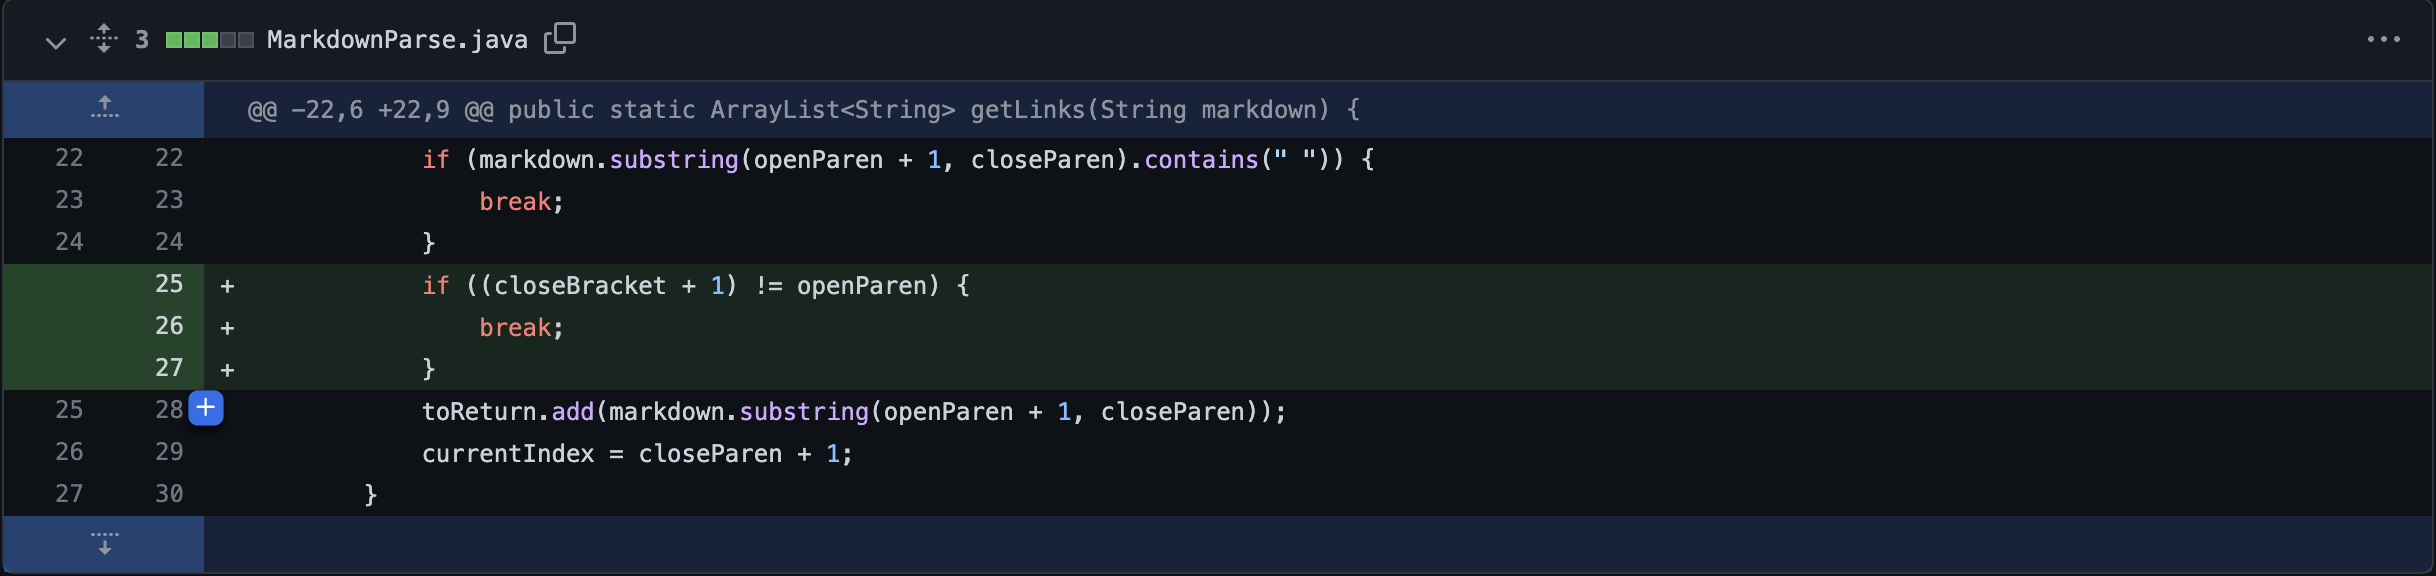 3 MarkdownParse.java
@@ -22,6 +22,9 @@ public static ArrayList<String> getLinks(String markdown) {
22 22 if (markdown.substring(openParen + 1, closeParen).contains(" ")) {
23 23 break;
24 24 }
25 + if ((closeBracket + 1) != openParen) {
26 + break;
27 + }
25 28 toReturn.add(markdown.substring(openParen + 1, closeParen));
26 29 currentIndex = closeParen + 1;
27 30 }